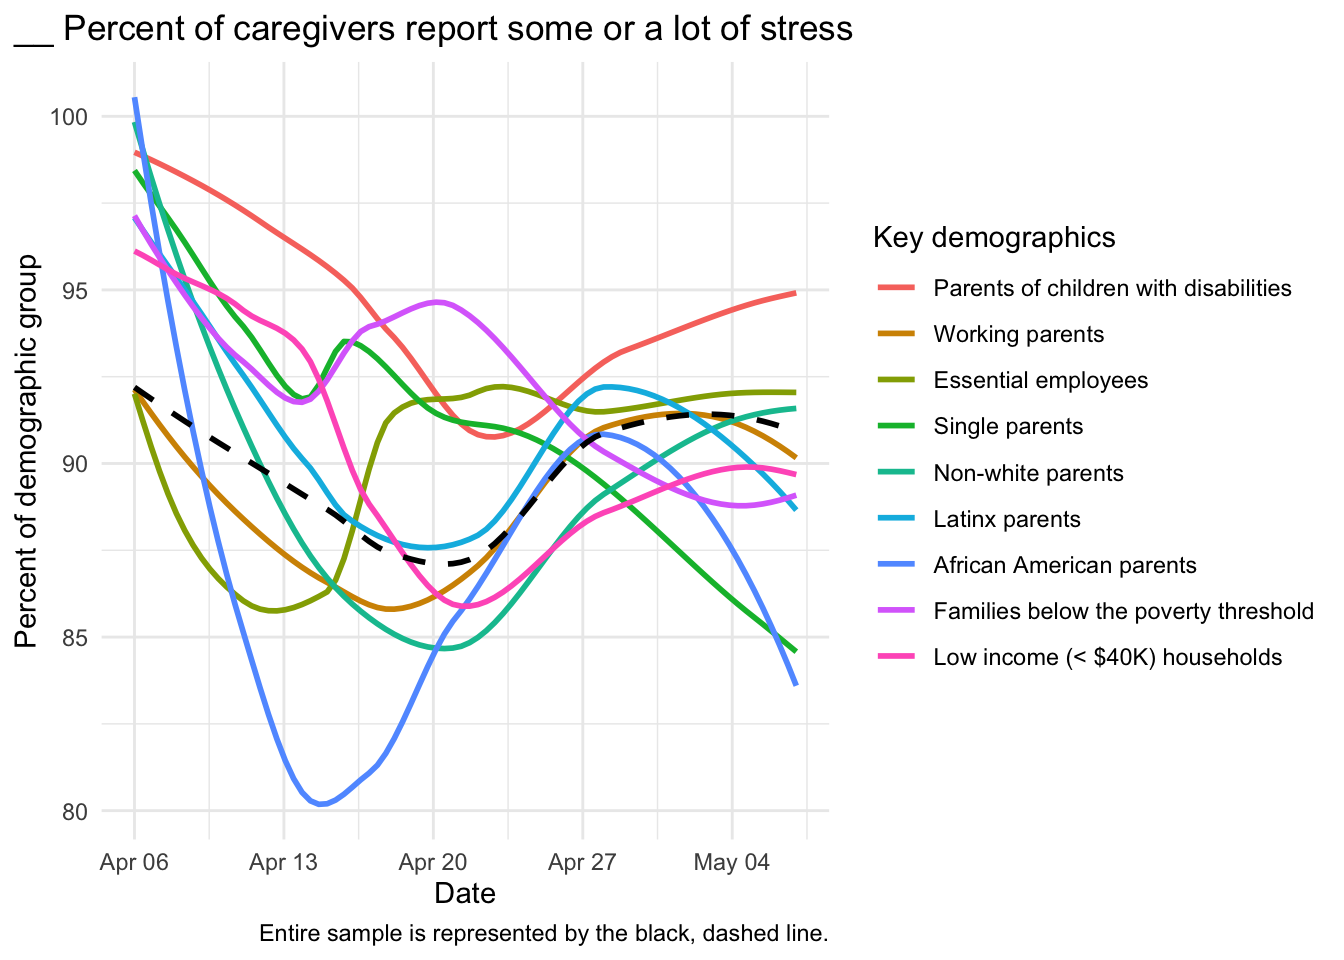 __ Percent of caregivers report some or a lot of stress
Percent of demographic group
100
95
90
85
80
Apr 06
Apr 13
Apr 20
Apr 27
May 04
Date
Key demographics
Parents of children with disabilities
Working parents
Essential employees
Single parents
Non-white parents
Latinx parents
African American parents
Families below the poverty threshold
Low income (< $40K) households
Entire sample is represented by the black, dashed line.